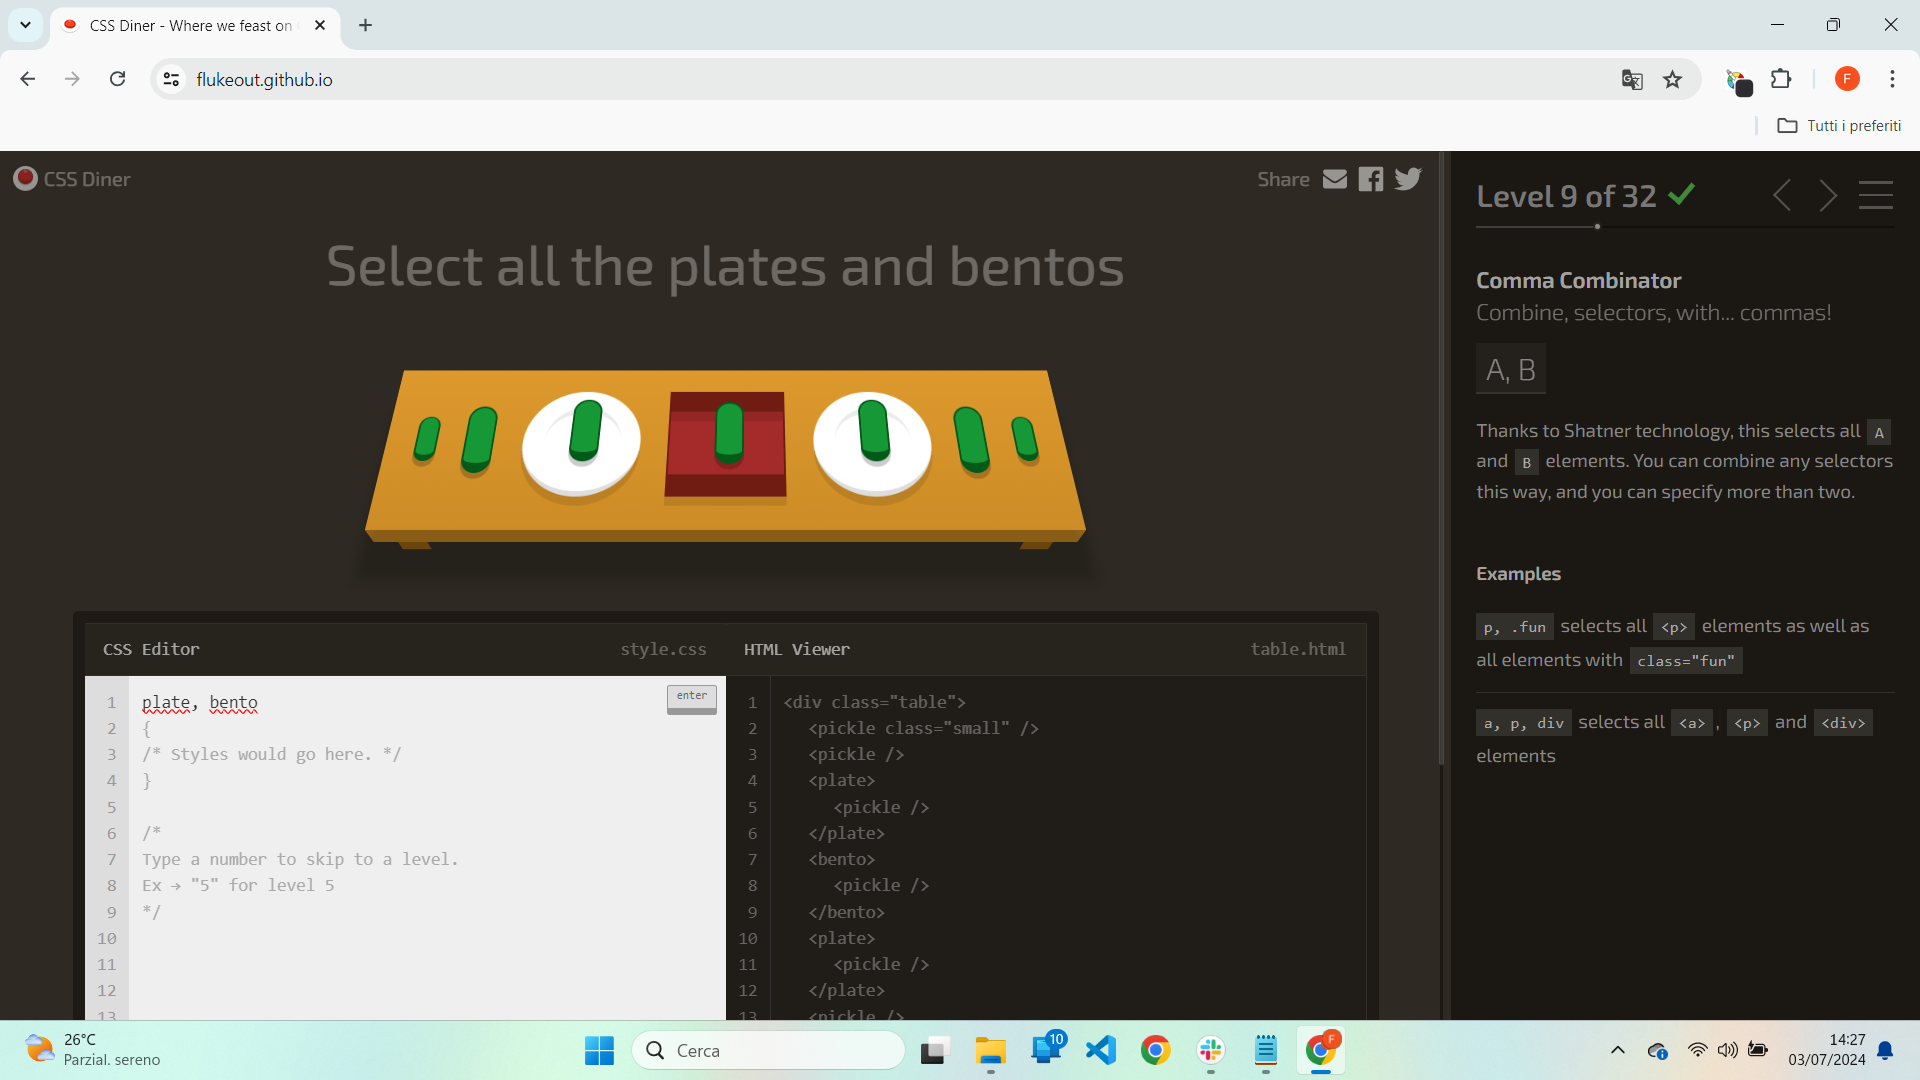 CSS Diner - Where we feast on
flukeout.github.io
F
Tutti i preferiti
CSS Diner
Share
Select all the plates and bentos
CSS Editor
style.css
1 plate, bento
2 {
3 /* Styles would go here. */
4 }
5
6 /*
7 Type a number to skip to a level.
8 Ex → "5" for level 5
9 */
10
11
12
13
enter
HTML Viewer
table.html
1 <div class="table">
2 <pickle class="small" />
3 <pickle />
4 <plate>
5 <pickle />
6 </plate>
7 <bento>
8 <pickle />
9 </bento>
10 <plate>
11 <pickle />
12 </plate>
13 <pickle />
Level 9 of 32
Comma Combinator
Combine, selectors, with... commas!
A, B
Thanks to Shatner technology, this selects all A
and B elements. You can combine any selectors
this way, and you can specify more than two.
Examples
p, .fun selects all <p> elements as well as
all elements with class="fun"
a, p, div selects all <a> , <p> and <div>
elements
26°C
Parzial. sereno
Cerca
10
F
14:27
03/07/2024